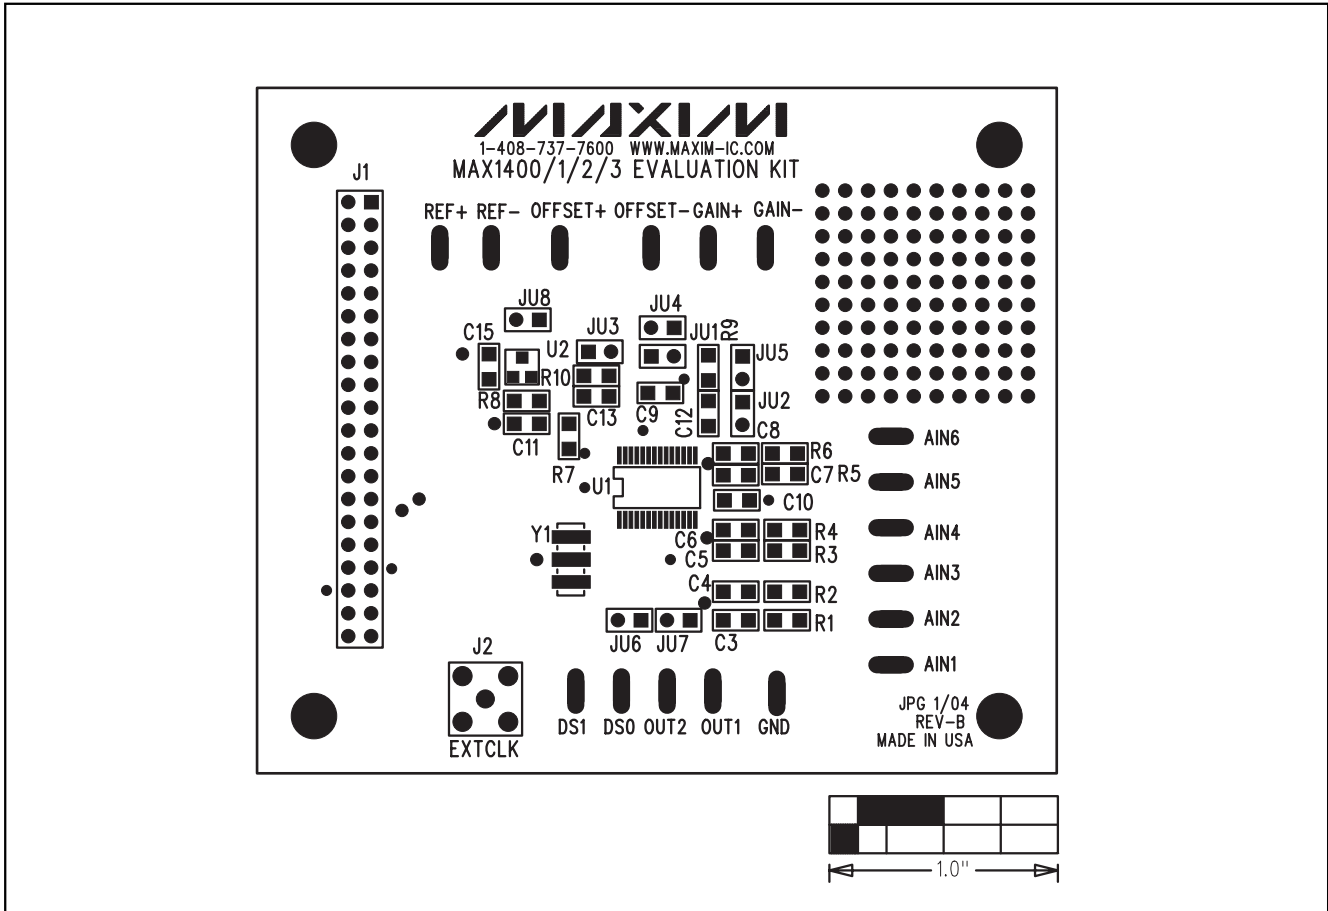 MAXIM
1-408-737-7600 WWW.MAXIM-IC.COM
MAX1400/1/2/3 EVALUATION KIT
J1
REF+ REF- OFFSET+ OFFSET- GAIN+ GAIN-
JU8
JU4
C15
JU3
JU1
R9
U2
JU5
R10
R8
C13
C9
C12
JU2
C11
C8
R7
R6
U1
C7 R5
C10
AIN6
AIN5
Y1
C6
R4
AIN4
C5
R3
AIN3
C4
R2
AIN2
JU6 JU7 C3
R1
J2
AIN1
EXTCLK
DS1 DS0 OUT2 OUT1 GND
JPG 1/04
REV-B
MADE IN USA
1.0"